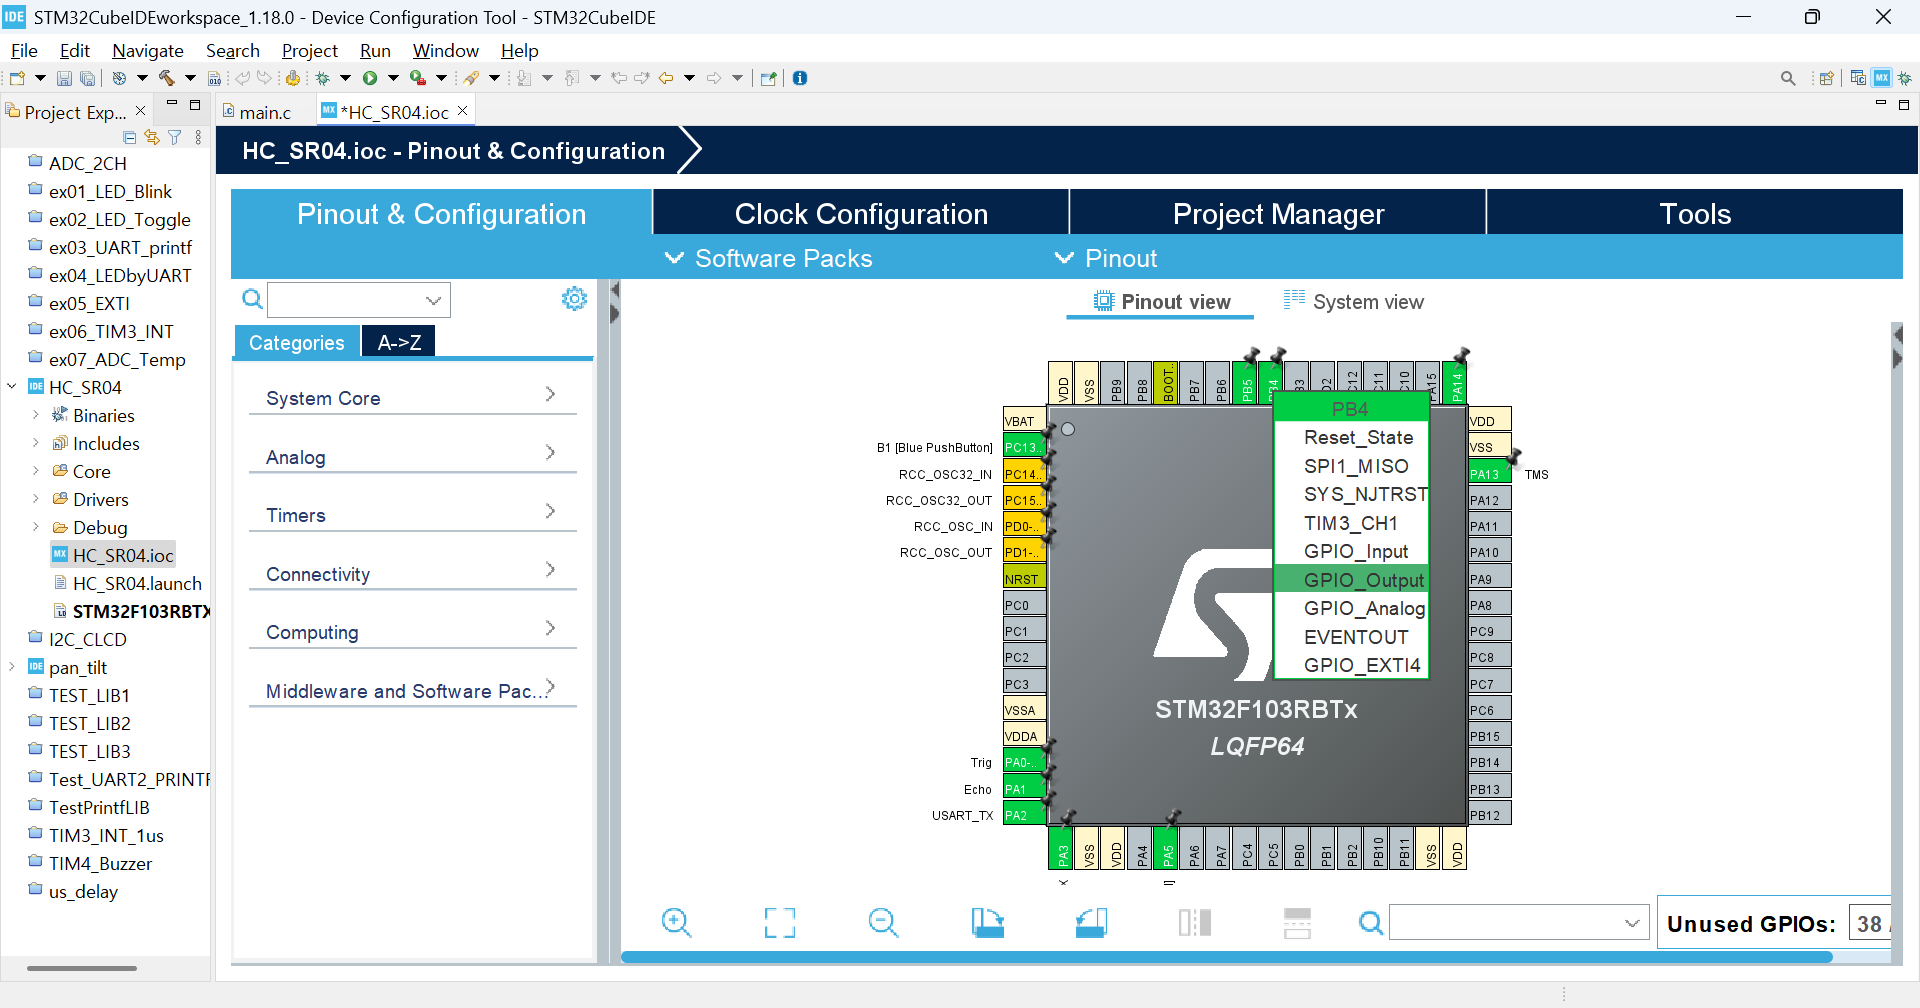 IDE STM32CubeIDEworkspace_1.18.0 - Device Configuration Tool - STM32CubeIDE
File Edit Navigate Search Project Run Window Help
Project Exp...
main.c
MX *HC_SR04.ioc
HC_SR04.ioc - Pinout & Configuration
Pinout & Configuration
Clock Configuration
Project Manager
Tools
Software Packs
Pinout
Pinout view
System view
Categories
A->Z
System Core
Analog
Timers
Connectivity
Computing
Middleware and Software Pac...
ADC_2CH
ex01_LED_Blink
ex02_LED_Toggle
ex03_UART_printf
ex04_LEDbyUART
ex05_EXTI
ex06_TIM3_INT
ex07_ADC_Temp
IDE HC_SR04
Binaries
Includes
Core
Drivers
Debug
MX HC_SR04.ioc
HC_SR04.launch
STM32F103RBTX
I2C_CLCD
IDE pan_tilt
TEST_LIB1
TEST_LIB2
TEST_LIB3
Test_UART2_PRINTF
TestPrintfLIB
TIM3_INT_1us
TIM4_Buzzer
us_delay
VDD
VSS
PB9
PB8
BOOT..
PB7
PB6
PB5
PA14
VBAT
B1 [Blue PushButton] PC13..
RCC_OSC32_IN PC14..
RCC_OSC32_OUT PC15..
RCC_OSC_IN PD0-..
RCC_OSC_OUT PD1-..
NRST
PC0
PC1
PC2
PC3
VSSA
VDDA
Trig PA0-..
Echo PA1
USART_TX PA2
PB4
Reset_State
SPI1_MISO
SYS_NJTRST
TIM3_CH1
GPIO_Input
GPIO_Output
GPIO_Analog
EVENTOUT
GPIO_EXTI4
STM32F103RBTx
LQFP64
VDD
VSS
PA13 TMS
PA12
PA11
PA10
PA9
PA8
PC9
PC8
PC7
PC6
PB15
PB14
PB13
PB12
PA3
VSS
VDD
PA4
PA5
PA6
PA7
PC4
PC5
PB0
PB1
PB2
PB10
PB11
VSS
VDD
Unused GPIOs: 38